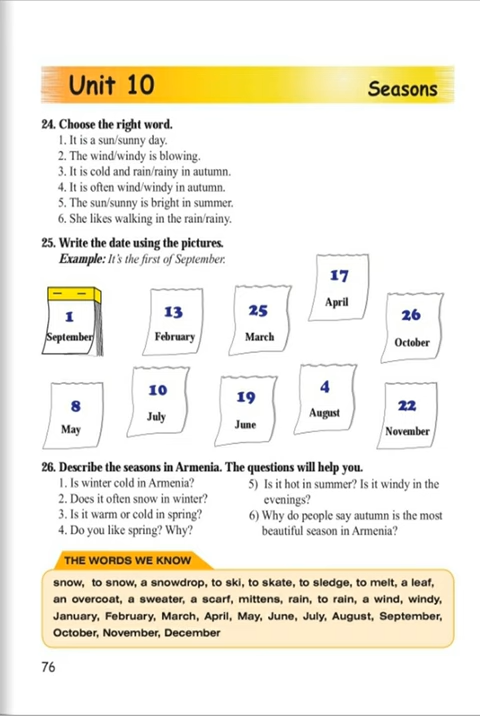 Unit 10
Seasons
24. Choose the right word.
1. It is a sun/sunny day.
2. The wind/windy is blowing.
3. It is cold and rain/rainy in autumn.
4. It is often wind/windy in autumn.
5. The sun/sunny is bright in summer.
6. She likes walking in the rain/rainy.
25. Write the date using the pictures.
Example: It's the first of September.
1
September
13
February
25
March
17
April
26
October
8
May
10
July
19
June
4
August
22
November
26. Describe the seasons in Armenia. The questions will help you.
1. Is winter cold in Armenia?
2. Does it often snow in winter?
3. Is it warm or cold in spring?
4. Do you like spring? Why?
5) Is it hot in summer? Is it windy in the
evenings?
6) Why do people say autumn is the most
beautiful season in Armenia?
THE WORDS WE KNOW
snow, to snow, a snowdrop, to ski, to skate, to sledge, to melt, a leaf,
an overcoat, a sweater, a scarf, mittens, rain, to rain, a wind, windy,
January, February, March, April, May, June, July, August, September,
October, November, December
76